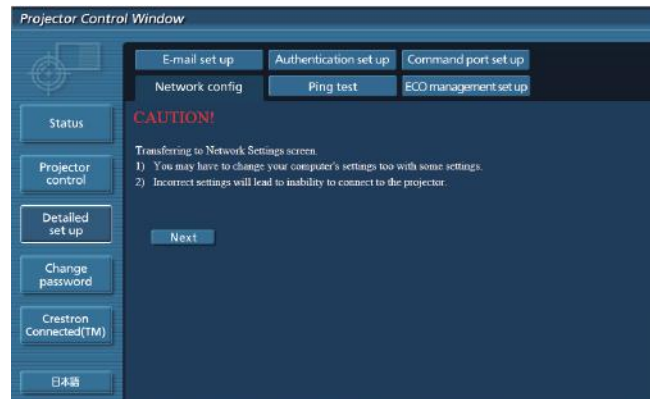 Projector Control Window
E-mail set up
Authentication set up
Command port set up
Network config
Ping test
ECO management set up
Status
Projector
control
Detailed
set up
Change
password
Crestron
Connected(TM)
日本語
CAUTION!
Transferring to Network Settings screen.
1) You may have to change your computer's settings too with some settings.
2) Incorrect settings will lead to inability to connect to the projector.
Next